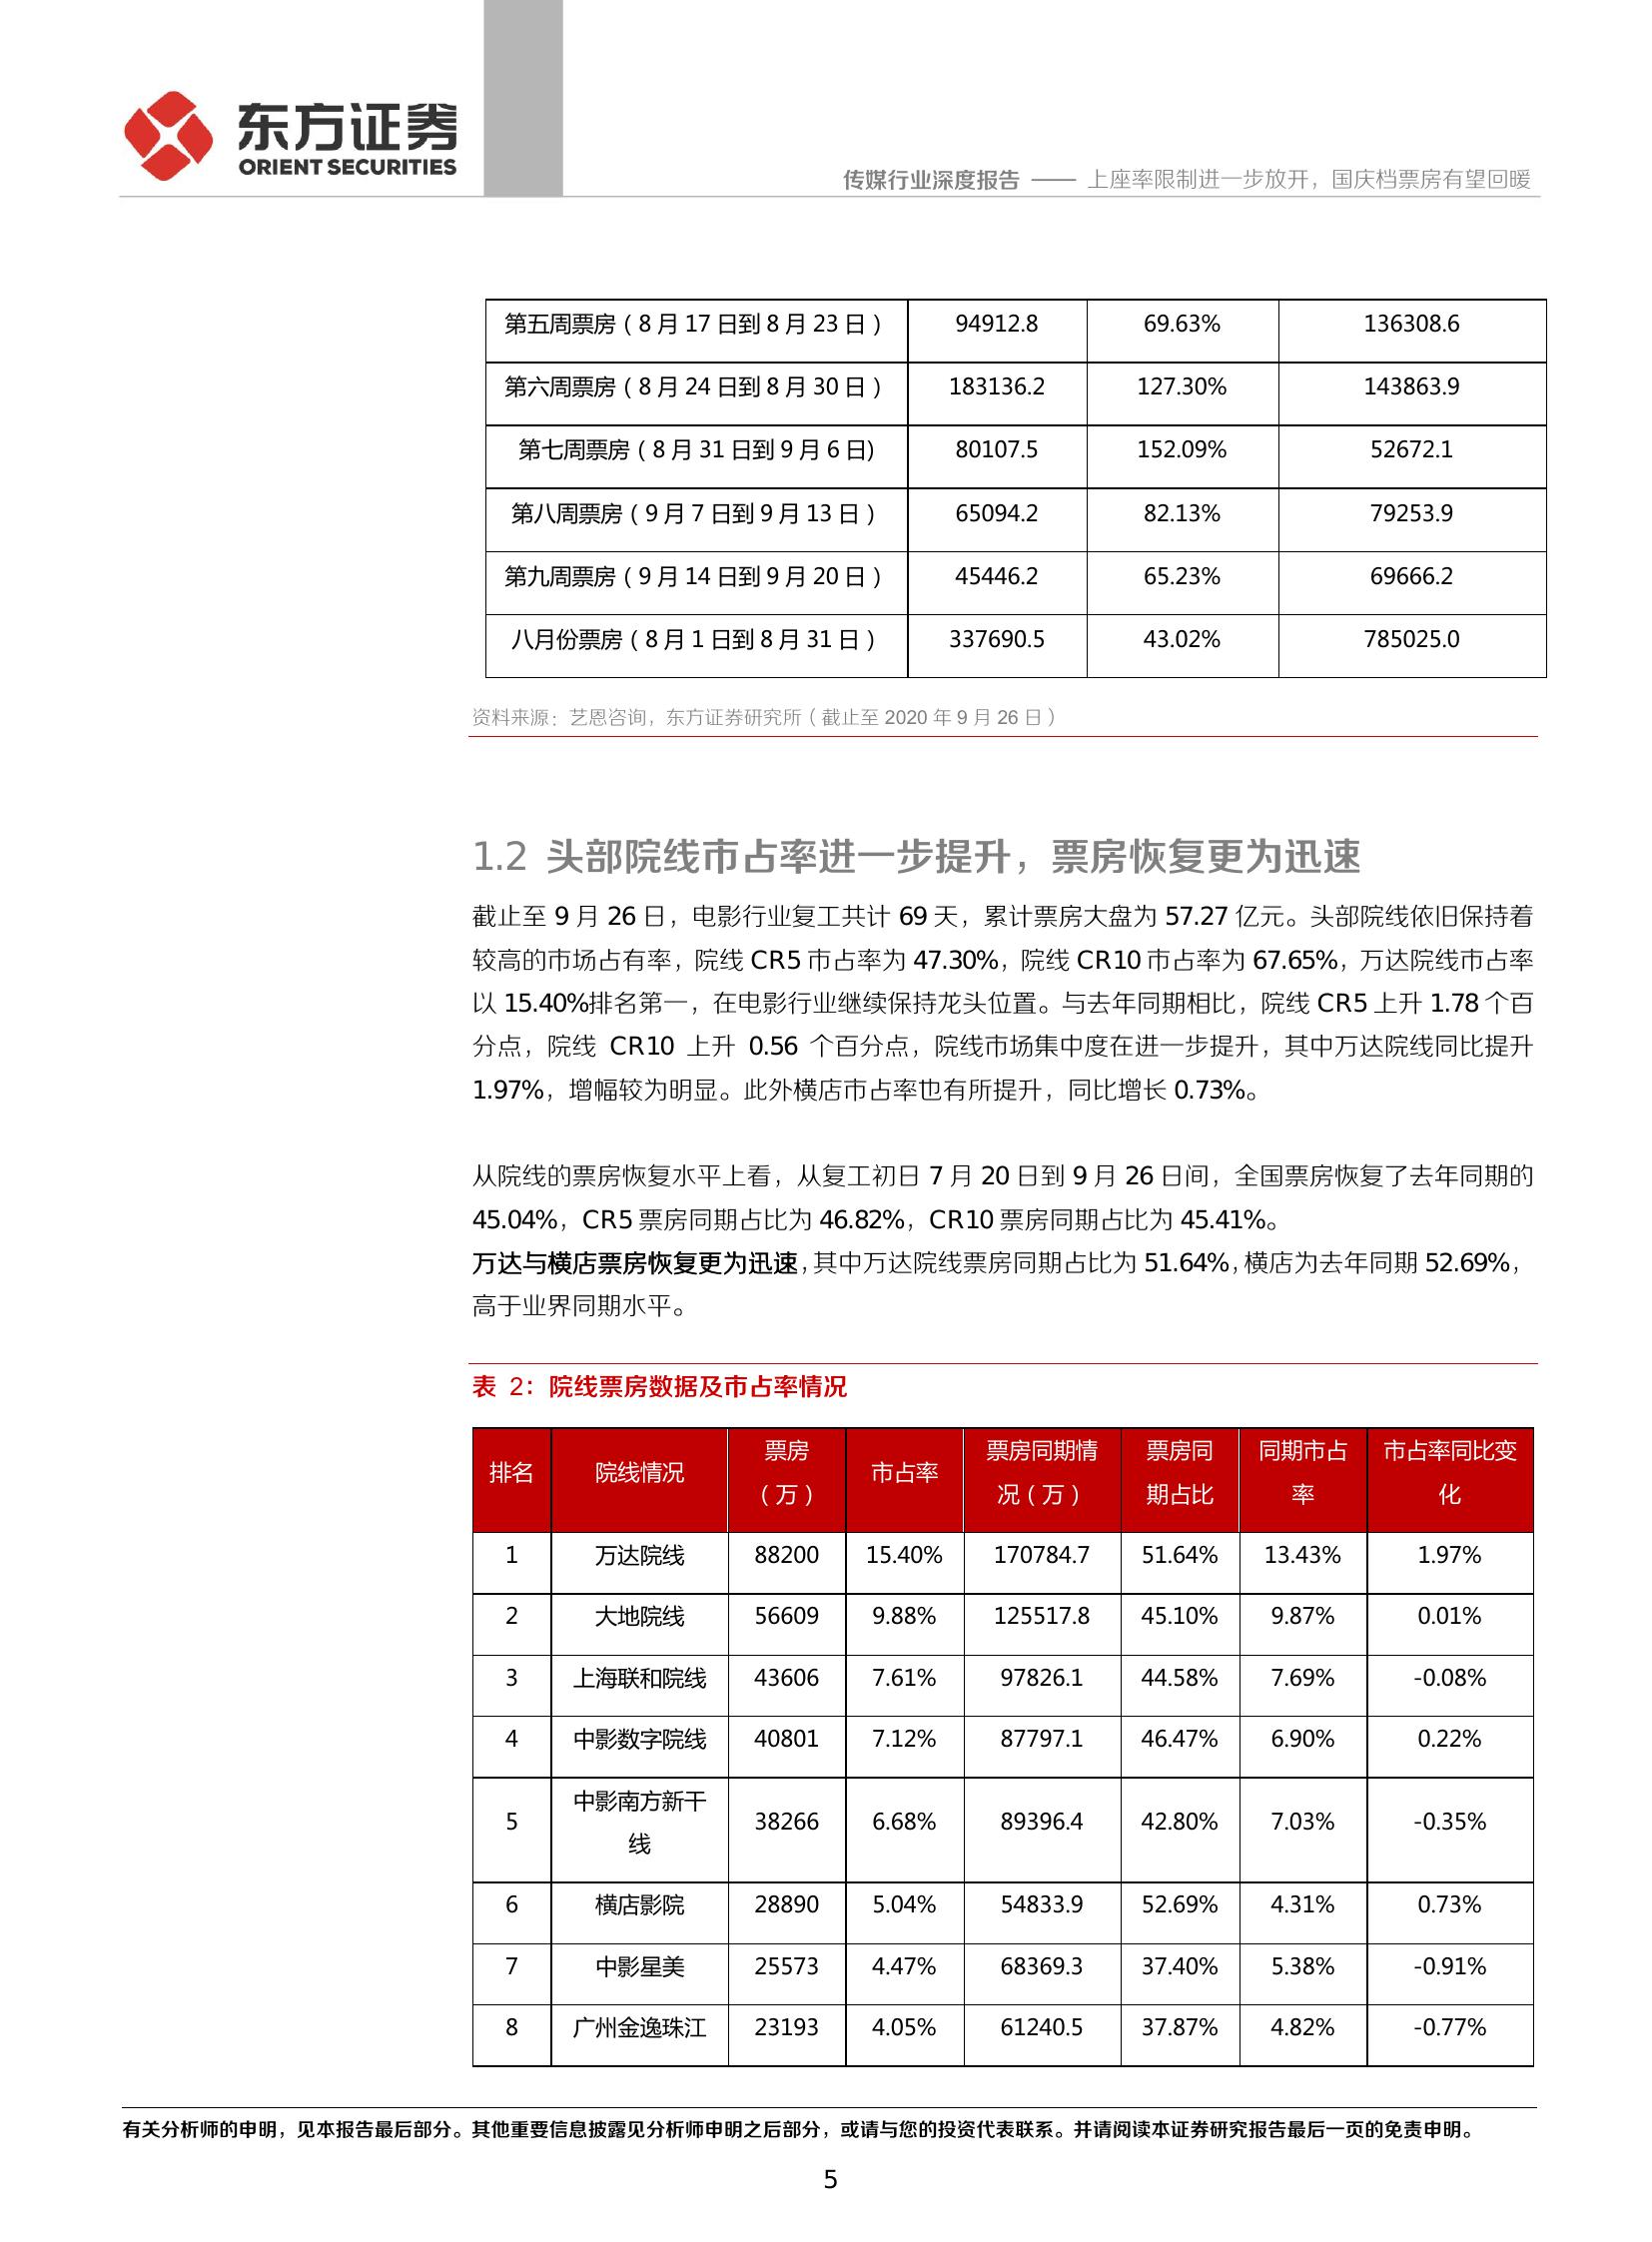 东方证券
ORIENT SECURITIES
传媒行业深度报告 —— 上座率限制进一步放开，国庆档票房有望回暖
第五周票房（8 月 17 日到 8 月 23 日） 94912.8 69.63% 136308.6
第六周票房（8 月 24 日到 8 月 30 日） 183136.2 127.30% 143863.9
第七周票房（8 月 31 日到 9 月 6 日) 80107.5 152.09% 52672.1
第八周票房（9 月 7 日到 9 月 13 日） 65094.2 82.13% 79253.9
第九周票房（9 月 14 日到 9 月 20 日） 45446.2 65.23% 69666.2
八月份票房（8 月 1 日到 8 月 31 日） 337690.5 43.02% 785025.0
资料来源：艺恩咨询，东方证券研究所（截止至 2020 年 9 月 26 日）
1.2 头部院线市占率进一步提升，票房恢复更为迅速
截止至 9 月 26 日，电影行业复工共计 69 天，累计票房大盘为 57.27 亿元。头部院线依旧保持着
较高的市场占有率，院线 CR5 市占率为 47.30%，院线 CR10 市占率为 67.65%，万达院线市占率
以 15.40%排名第一，在电影行业继续保持龙头位置。与去年同期相比，院线 CR5 上升 1.78 个百
分点，院线 CR10 上升 0.56 个百分点，院线市场集中度在进一步提升，其中万达院线同比提升
1.97%，增幅较为明显。此外横店市占率也有所提升，同比增长 0.73%。
从院线的票房恢复水平上看，从复工初日 7 月 20 日到 9 月 26 日间，全国票房恢复了去年同期的
45.04%，CR5 票房同期占比为 46.82%，CR10 票房同期占比为 45.41%。
万达与横店票房恢复更为迅速，其中万达院线票房同期占比为 51.64%，横店为去年同期 52.69%，
高于业界同期水平。
表 2：院线票房数据及市占率情况
排名 院线情况 票房（万） 市占率 票房同期情况（万） 票房同期占比 同期市占率 市占率同比变化
1 万达院线 88200 15.40% 170784.7 51.64% 13.43% 1.97%
2 大地院线 56609 9.88% 125517.8 45.10% 9.87% 0.01%
3 上海联和院线 43606 7.61% 97826.1 44.58% 7.69% -0.08%
4 中影数字院线 40801 7.12% 87797.1 46.47% 6.90% 0.22%
5 中影南方新干线 38266 6.68% 89396.4 42.80% 7.03% -0.35%
6 横店影院 28890 5.04% 54833.9 52.69% 4.31% 0.73%
7 中影星美 25573 4.47% 68369.3 37.40% 5.38% -0.91%
8 广州金逸珠江 23193 4.05% 61240.5 37.87% 4.82% -0.77%
有关分析师的申明，见本报告最后部分。其他重要信息披露见分析师申明之后部分，或请与您的投资代表联系。并请阅读本证券研究报告最后一页的免责申明。
5